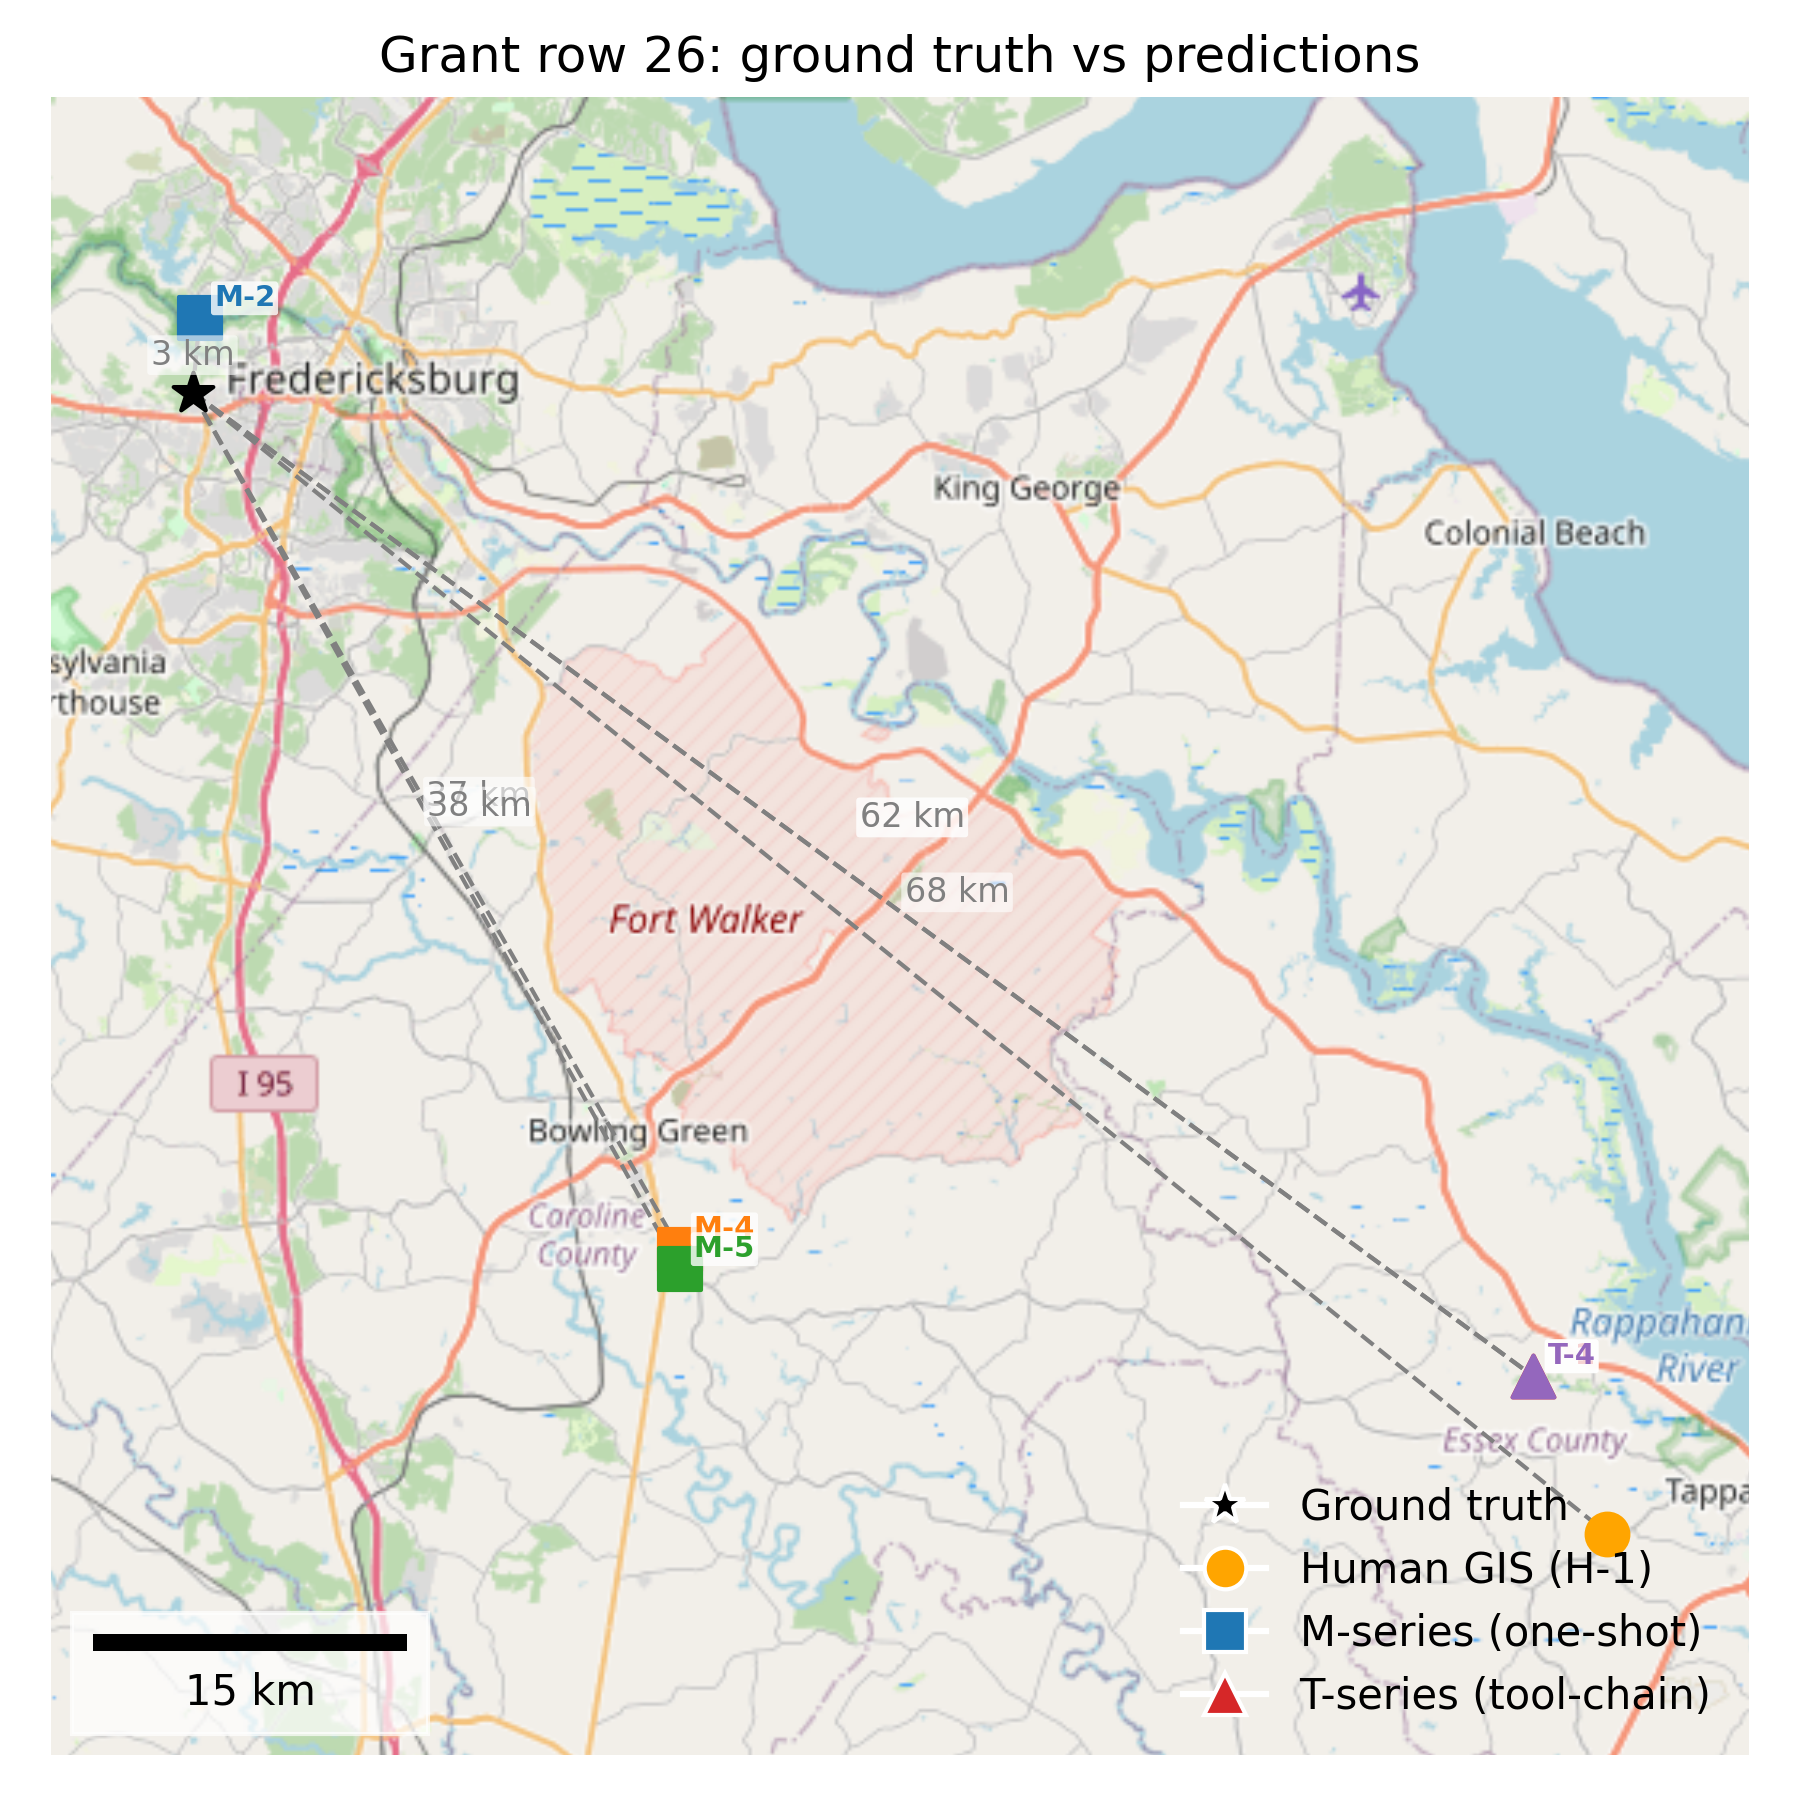 Grant row 26: ground truth vs predictions
M-2
3 km
Fredericksburg
King George
Colonial Beach
sylvania
rthouse
37 km
38 km
62 km
68 km
Fort Walker
I 95
Bowling Green
Caroline
County
M-4
M-5
Rappahan
River
T-4
Essex County
Tappa
Ground truth
Human GIS (H-1)
M-series (one-shot)
T-series (tool-chain)
15 km